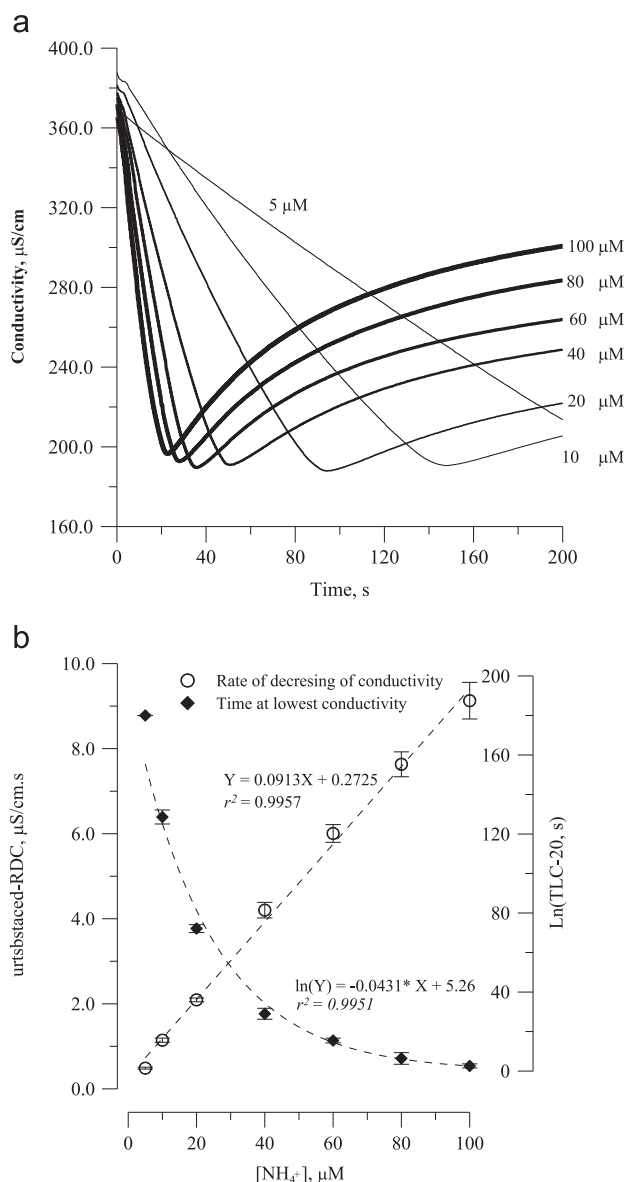 a
400.0
360.0
320.0
280.0
240.0
200.0
160.0
Conductivity, µS/cm
5 µM
100 µM
80 µM
60 µM
40 µM
20 µM
10 µM
0 40 80 120 160 200
Time, s
b
10.0
8.0
6.0
4.0
2.0
0.0
urtsbstaced-RDC, µS/cm.s
Rate of decresing of conductivity
Time at lowest conductivity
Y = 0.0913X + 0.2725
r² = 0.9957
ln(Y) = -0.0431* X + 5.26
r² = 0.9951
200
160
120
80
40
0
Ln(TLC-20, s)
0 20 40 60 80 100
[NH₄⁺], µM